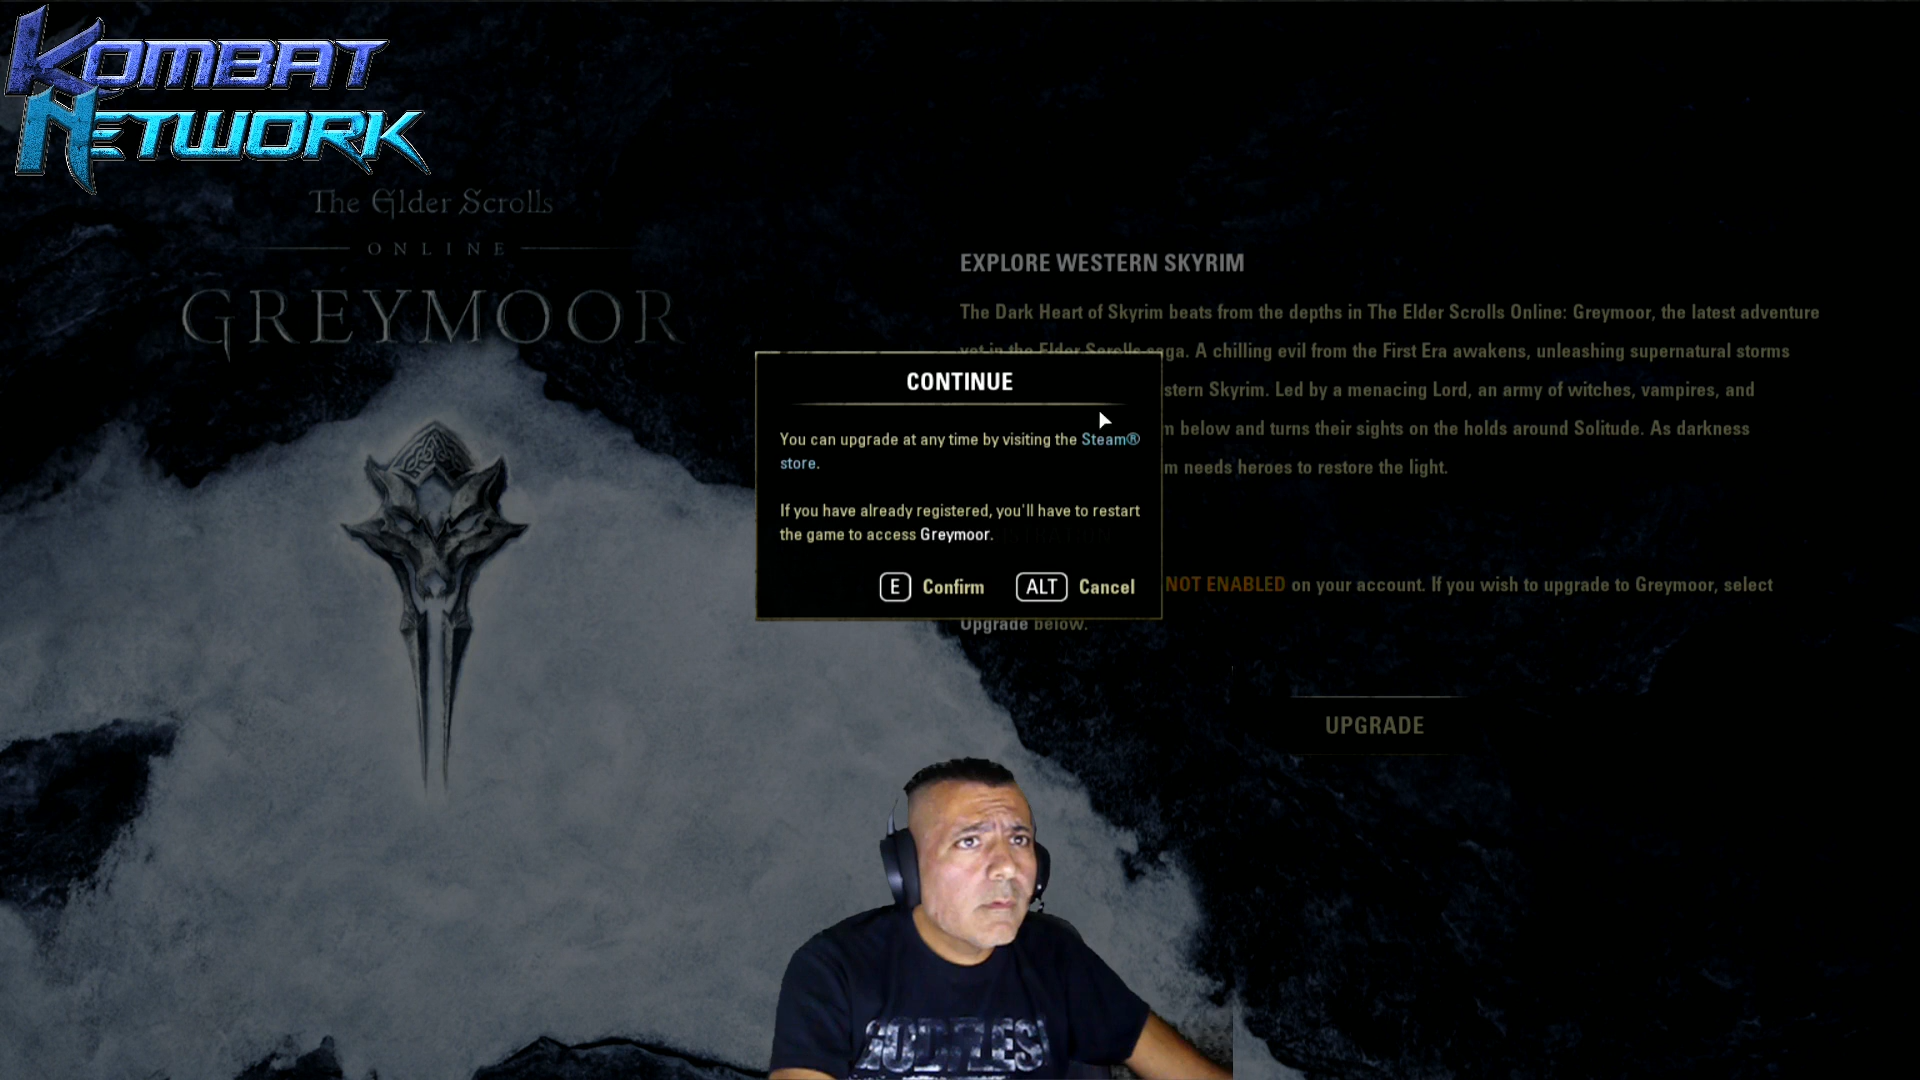 Kombat
Network
The Elder Scrolls
ONLINE
GREYMOOR
EXPLORE WESTERN SKYRIM
The Dark Heart of Skyrim beats from the depths in The Elder Scrolls Online: Greymoor, the latest adventure
yet in the Elder Scrolls saga. A chilling evil from the First Era awakens, unleashing supernatural storms
stern Skyrim. Led by a menacing Lord, an army of witches, vampires, and
m below and turns their sights on the holds around Solitude. As darkness
m needs heroes to restore the light.
NOT ENABLED on your account. If you wish to upgrade to Greymoor, select
Upgrade below.
UPGRADE
CONTINUE
You can upgrade at any time by visiting the Steam®
store.
If you have already registered, you'll have to restart
the game to access Greymoor.
E Confirm ALT Cancel